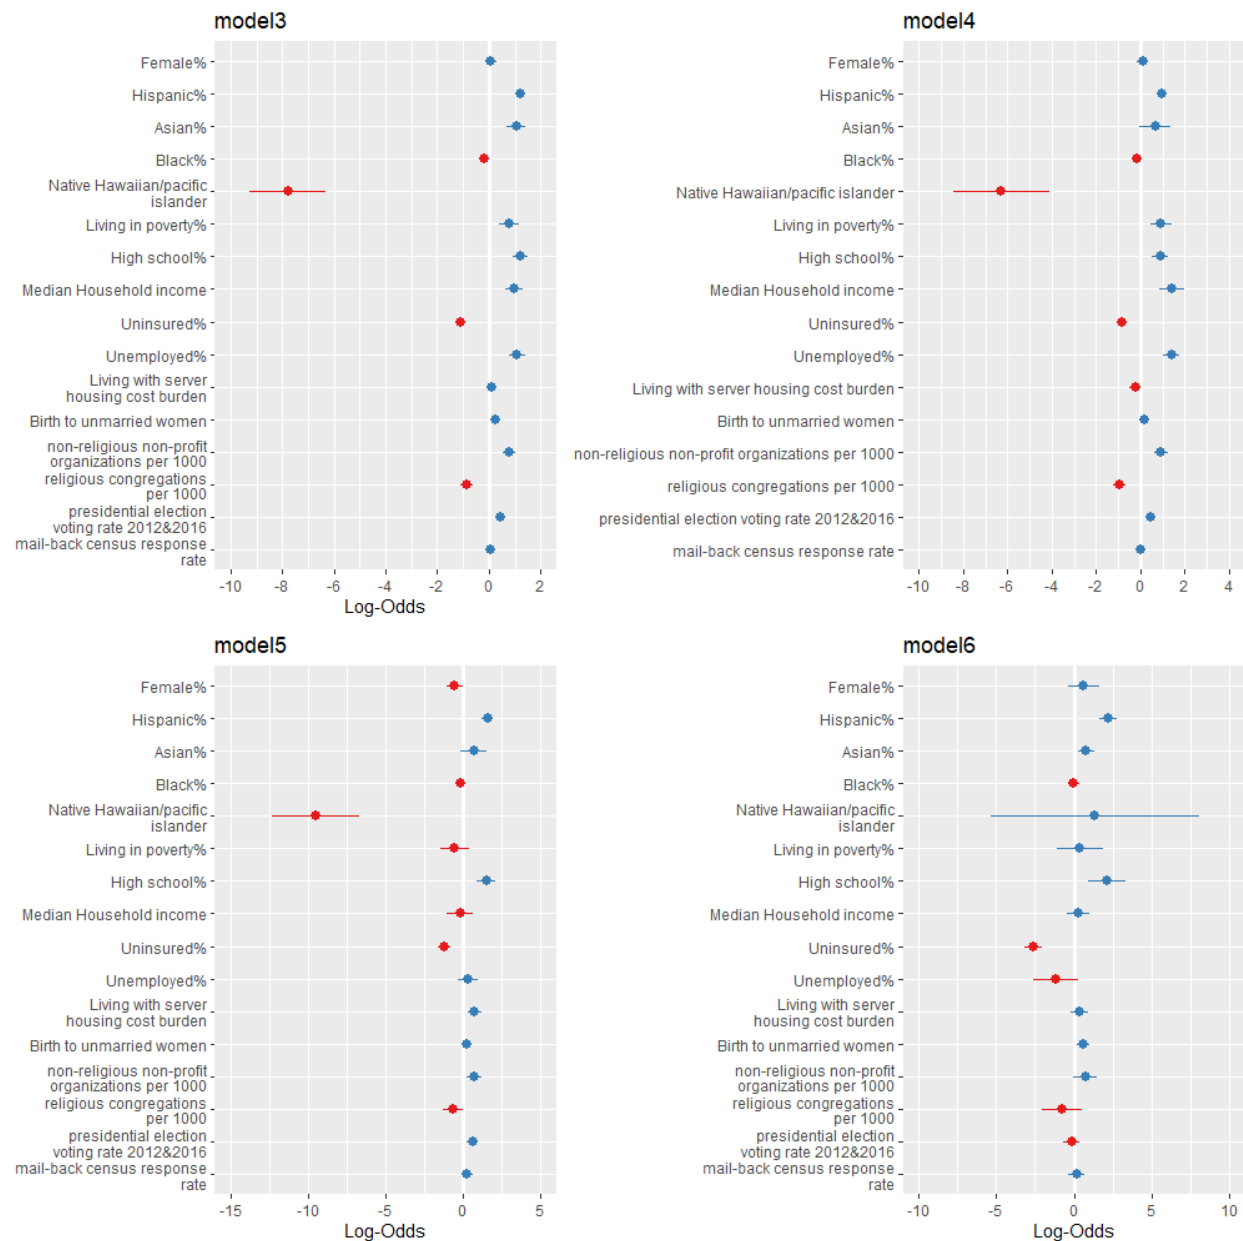 model3
Female%
Hispanic%
Asian%
Black%
Native Hawaiian/pacific
islander
Living in poverty%
High school%
Median Household income
Uninsured%
Unemployed%
Living with server
housing cost burden
Birth to unmarried women
non-religious non-profit
organizations per 1000
religious congregations
per 1000
presidential election
voting rate 2012&2016
mail-back census response
rate
-10 -8 -6 -4 -2 0 2
Log-Odds
model4
Female%
Hispanic%
Asian%
Black%
Native Hawaiian/pacific islander
Living in poverty%
High school%
Median Household income
Uninsured%
Unemployed%
Living with server housing cost burden
Birth to unmarried women
non-religious non-profit organizations per 1000
religious congregations per 1000
presidential election voting rate 2012&2016
mail-back census response rate
-10 -8 -6 -4 -2 0 2 4
model5
Female%
Hispanic%
Asian%
Black%
Native Hawaiian/pacific
islander
Living in poverty%
High school%
Median Household income
Uninsured%
Unemployed%
Living with server
housing cost burden
Birth to unmarried women
non-religious non-profit
organizations per 1000
religious congregations
per 1000
presidential election
voting rate 2012&2016
mail-back census response
rate
-15 -10 -5 0 5
Log-Odds
model6
Female%
Hispanic%
Asian%
Black%
Native Hawaiian/pacific
islander
Living in poverty%
High school%
Median Household income
Uninsured%
Unemployed%
Living with server
housing cost burden
Birth to unmarried women
non-religious non-profit
organizations per 1000
religious congregations
per 1000
presidential election
voting rate 2012&2016
mail-back census response
rate
-10 -5 0 5 10
Log-Odds